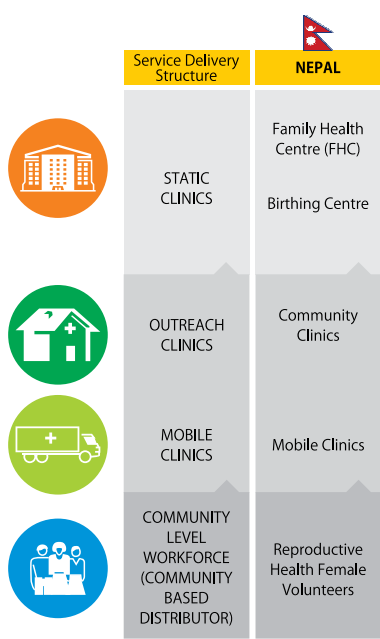 Service Delivery
Structure
NEPAL
STATIC
CLINICS
Family Health
Centre (FHC)
Birthing Centre
OUTREACH
CLINICS
Community
Clinics
MOBILE
CLINICS
Mobile Clinics
COMMUNITY
LEVEL
WORKFORCE
(COMMUNITY
BASED
DISTRIBUTOR)
Reproductive
Health Female
Volunteers